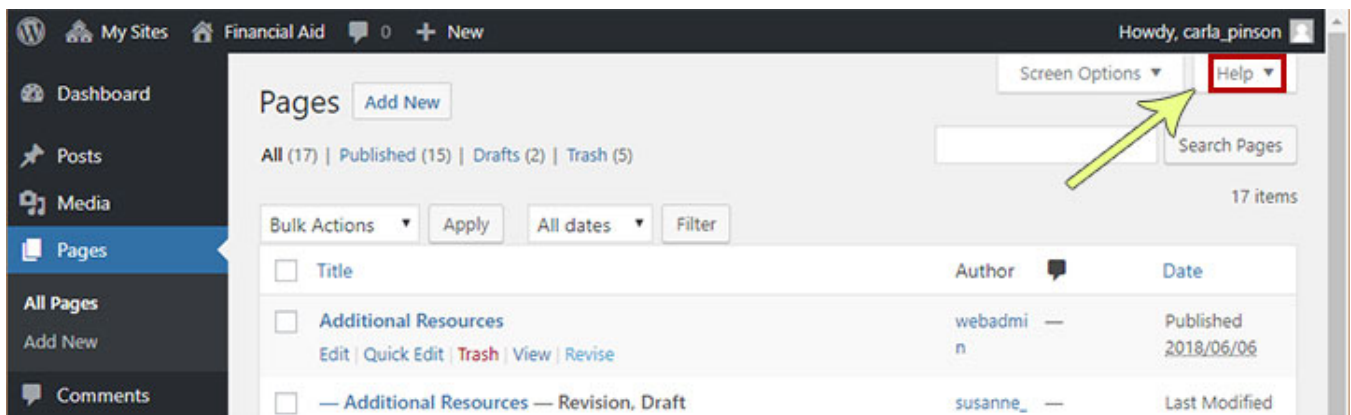 My Sites Financial Aid 0 + New Howdy, carla_pinson
Dashboard
Posts
Media
Pages
All Pages
Add New
Comments
Screen Options ▼ Help ▼
Pages Add New
All (17) | Published (15) | Drafts (2) | Trash (5)
Search Pages
17 items
Bulk Actions ▼ Apply All dates ▼ Filter
Title Author Date
Additional Resources webadmi — Published
n 2018/06/06
Edit | Quick Edit | Trash | View | Revise
— Additional Resources — Revision, Draft susanne_ — Last Modified